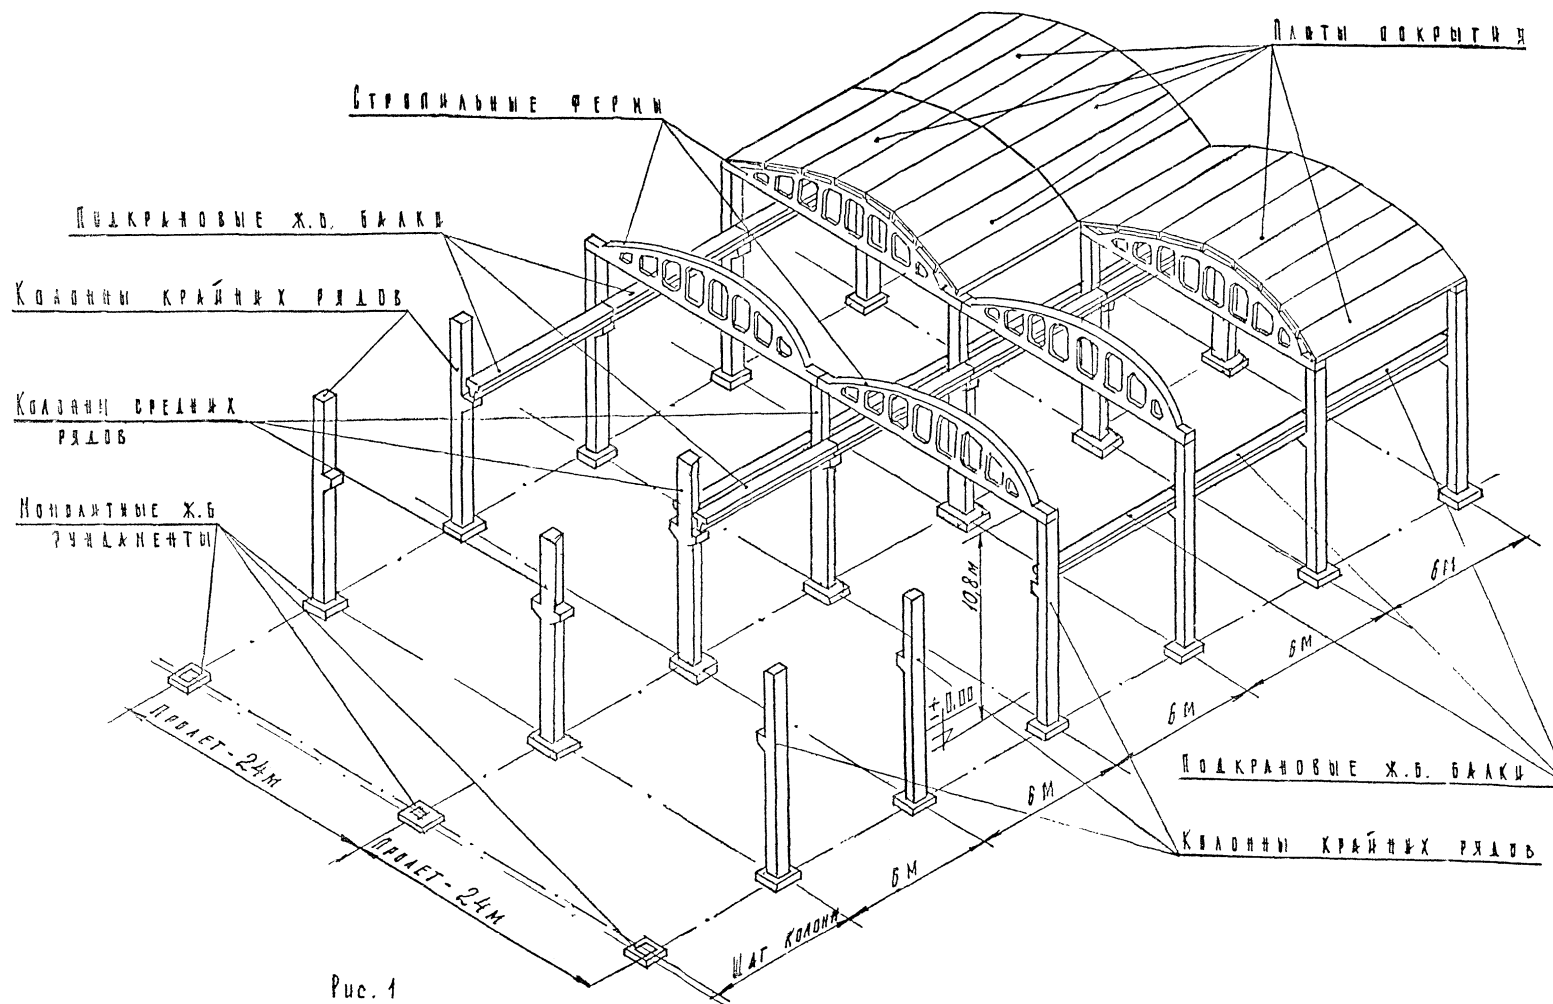 Плиты покрытия
Стропильные фермы
Подкрановые ж.б. балки
Колонны крайних рядов
Колонны средних
рядов
Монолитные ж.б
фундаменты
10,8м
± 0.00
6м
6м
6м
6м
6м
Подкрановые ж.б. балки
Колонны крайних рядов
Пролет-24м
Пролет-24м
Шаг колонн
Рис. 1